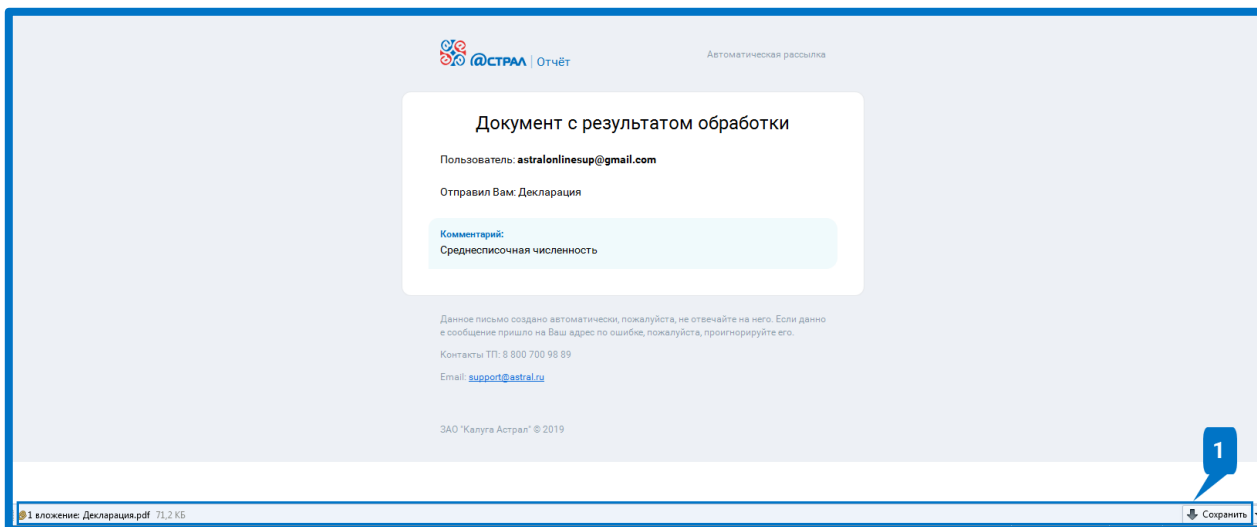 @СТРАЛ | Отчёт
Автоматическая рассылка
Документ с результатом обработки
Пользователь: astralonlinesup@gmail.com
Отправил Вам: Декларация
Комментарий:
Среднесписочная численность
Данное письмо создано автоматически, пожалуйста, не отвечайте на него. Если данно
е сообщение пришло на Ваш адрес по ошибке, пожалуйста, проигнорируйте его.
Контакты ТП: 8 800 700 98 89
Email: support@astral.ru
ЗАО "Калуга Астрал" © 2019
1
1 вложение: Декларация.pdf 71,2 КБ
Сохранить